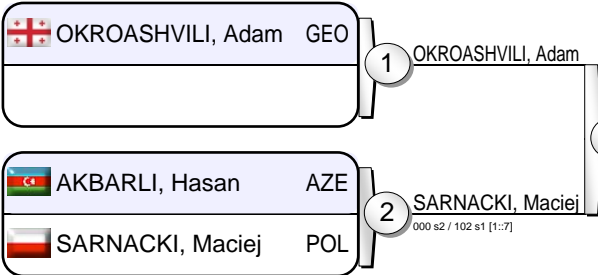 OKROASHVILI, Adam GEO
1
OKROASHVILI, Adam
AKBARLI, Hasan AZE
2
SARNACKI, Maciej
000 s2 / 102 s1 [1::7]
SARNACKI, Maciej POL